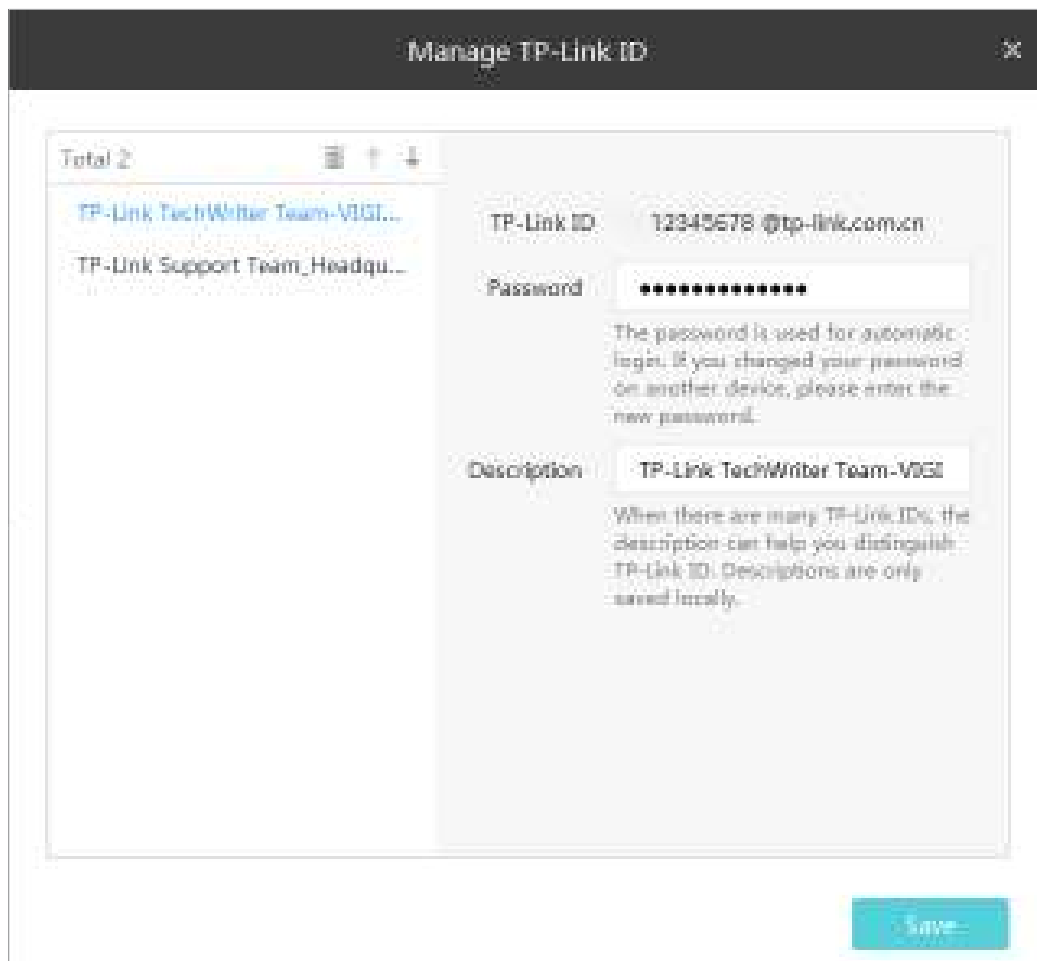 Manage TP-Link ID
Total 2
TP-Link TechWriter Team-VIGI...
TP-Link Support Team_Headqu...
TP-Link ID 12345678 @tp-link.com.cn
Password •••••••••••••
The password is used for automatic
login. If you changed your password
on another device, please enter the
new password.
Description TP-Link TechWriter Team-VIGI
When there are many TP-Link IDs, the
description can help you distinguish
TP-Link ID. Descriptions are only
saved locally.
Save